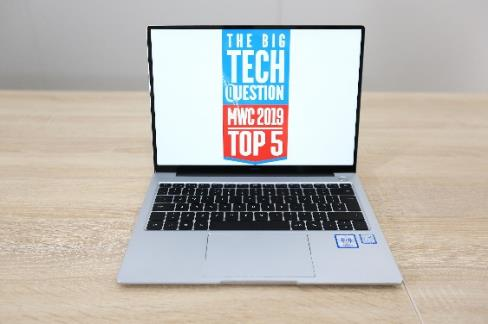 THE BIG
TECH
QUESTION
MWC 2019
TOP 5